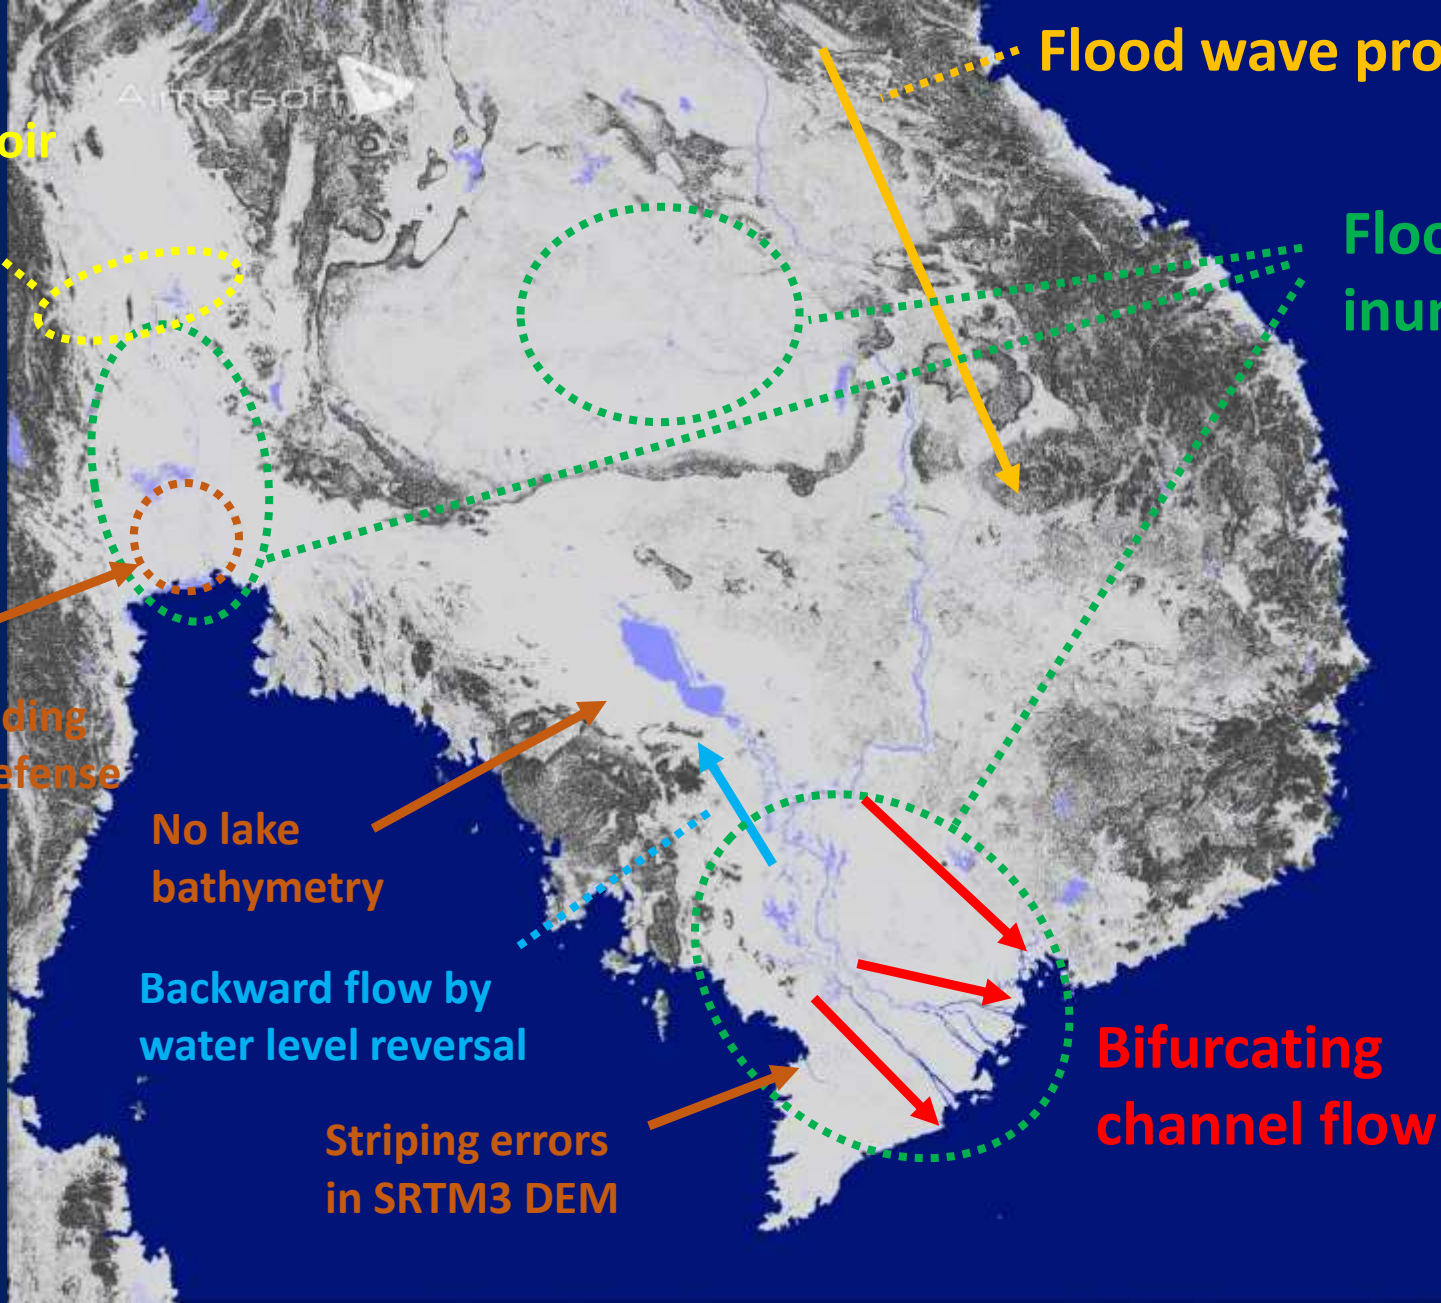 Flood wave pro
Aimersoft
oir
Floo
inun
ding
efense
No lake
bathymetry
Backward flow by
water level reversal
Bifurcating
channel flow
Striping errors
in SRTM3 DEM